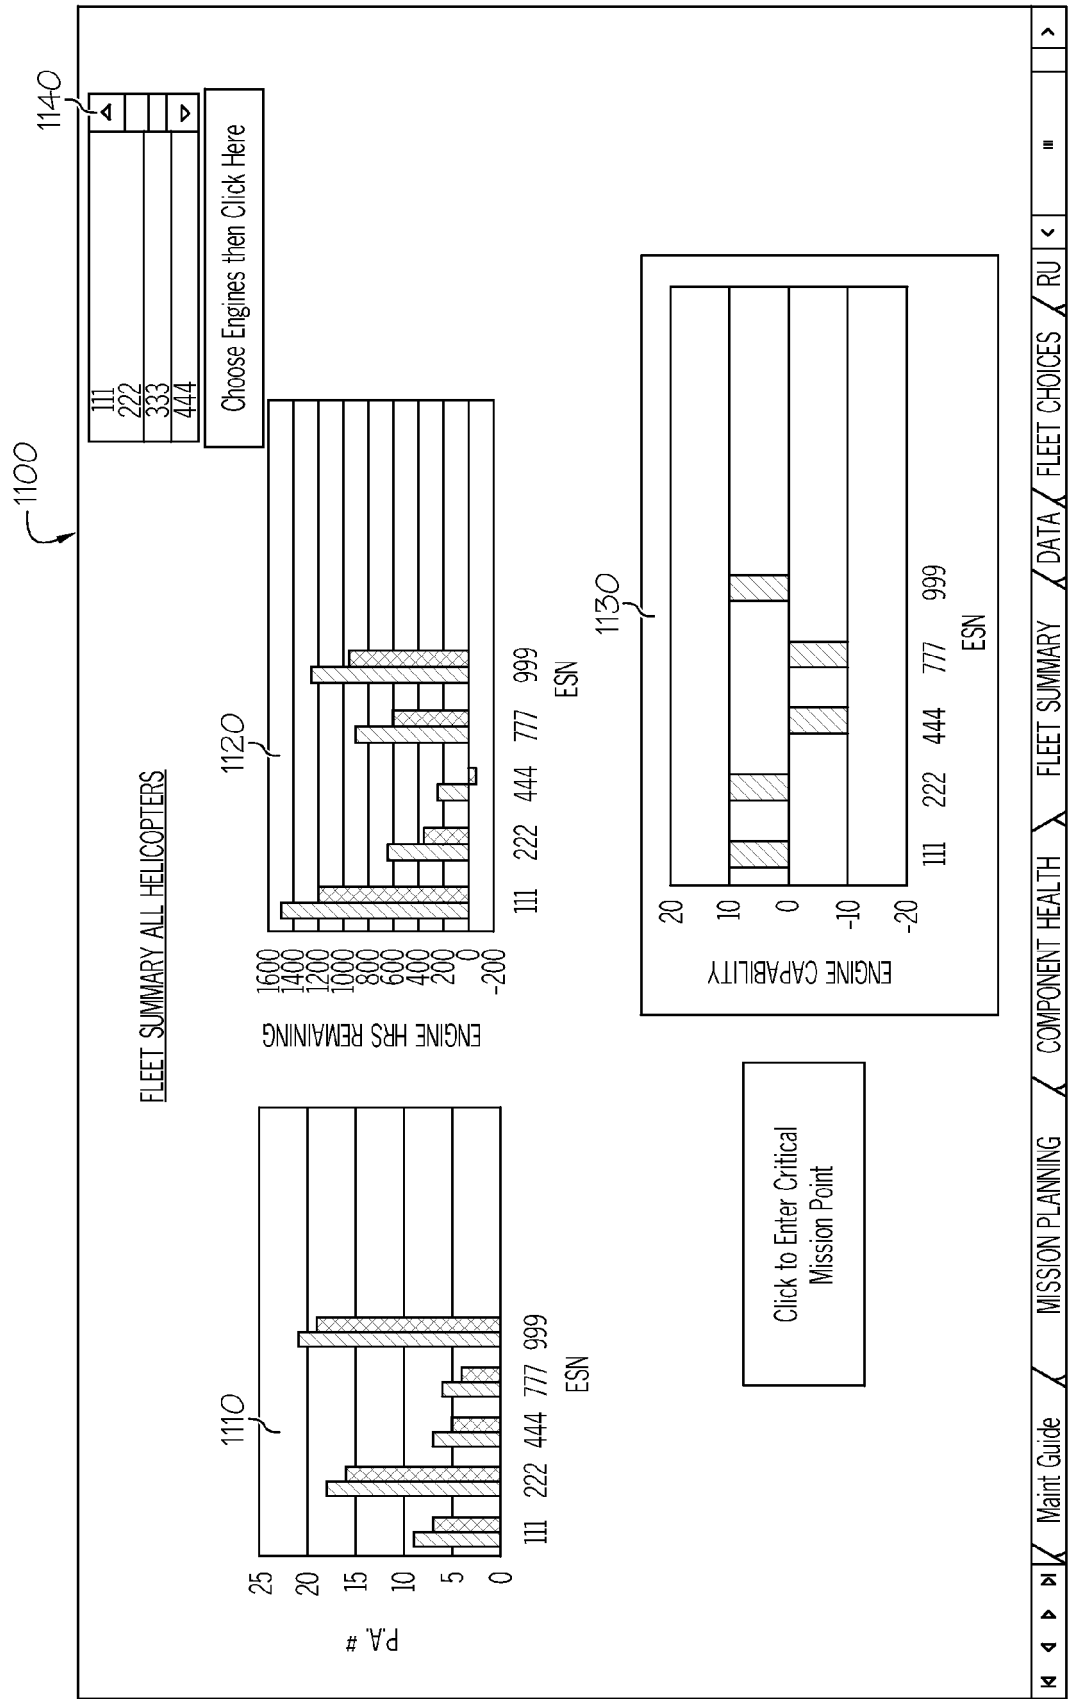 1100
FLEET SUMMARY ALL HELICOPTERS
1140
111
222
333
444
Choose Engines then Click Here
1110
P.A. #
25
20
15
10
5
0
111 222 444 777 999
ESN
1120
ENGINE HRS REMAINING
1600
1400
1200
1000
800
600
400
200
0
-200
111 222 444 777 999
ESN
Click to Enter Critical
Mission Point
1130
ENGINE CAPABILITY
20
10
0
-10
-20
111 222 444 777 999
ESN
Maint Guide MISSION PLANNING COMPONENT HEALTH FLEET SUMMARY DATA FLEET CHOICES RU